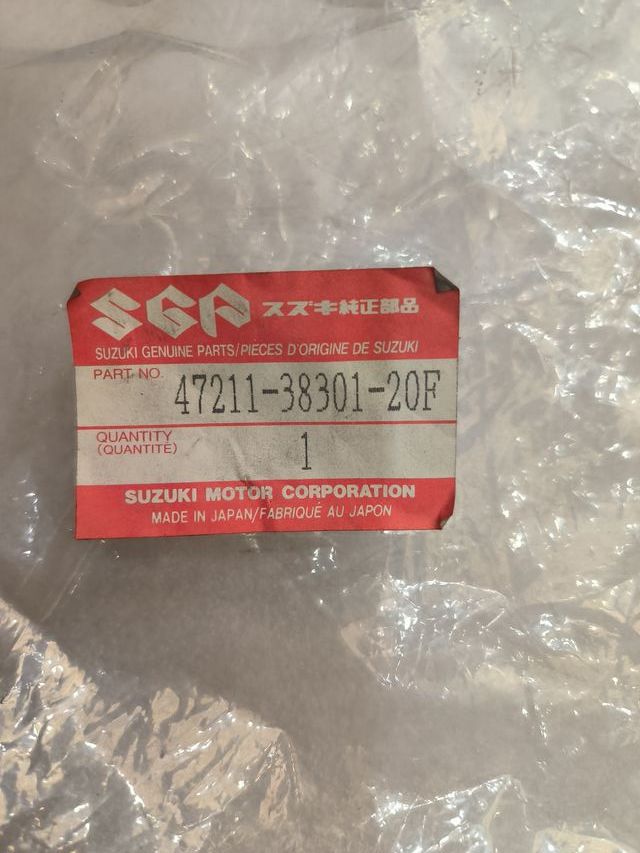 SGP スズキ純正部品
SUZUKI GENUINE PARTS/PIECES D'ORIGINE DE SUZUKI
PART NO. 47211-38301-20F
QUANTITY
(QUANTITE) 1
SUZUKI MOTOR CORPORATION
MADE IN JAPAN/FABRIQUE AU JAPON